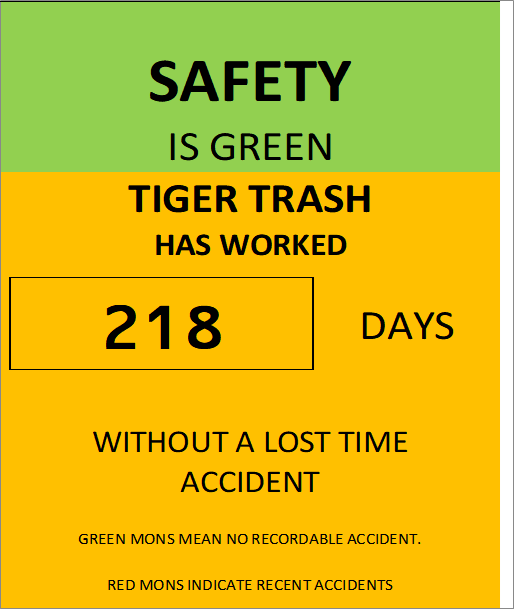 SAFETY
IS GREEN
TIGER TRASH
HAS WORKED
218 DAYS
WITHOUT A LOST TIME
ACCIDENT
GREEN MONS MEAN NO RECORDABLE ACCIDENT.
RED MONS INDICATE RECENT ACCIDENTS